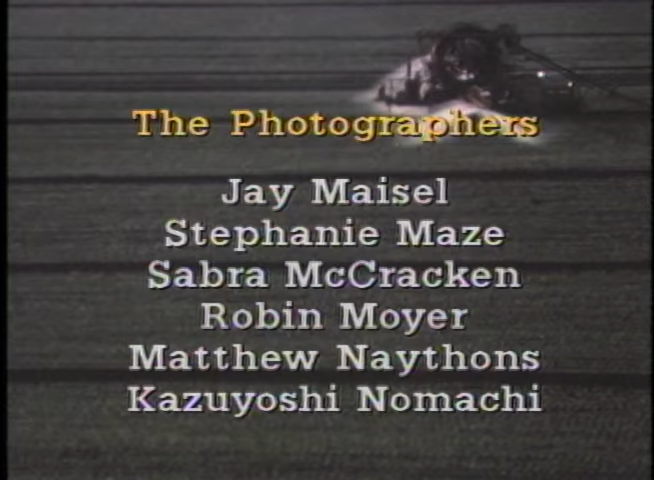 The Photographers
Jay Maisel
Stephanie Maze
Sabra McCracken
Robin Moyer
Matthew Naythons
Kazuyoshi Nomachi